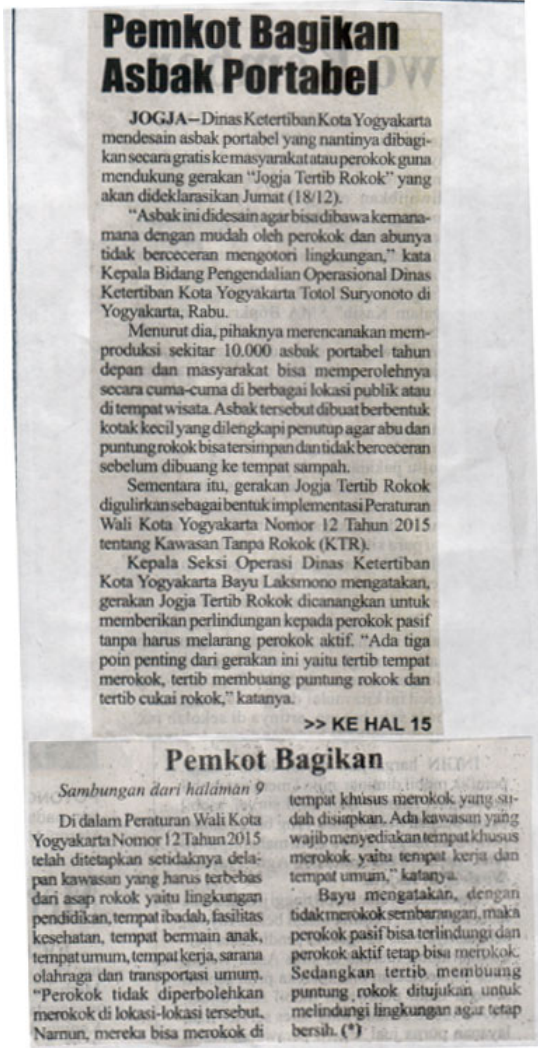 Pemkot Bagikan
Asbak Portabel
JOGJA—Dinas Ketertiban Kota Yogyakarta
mendesain asbak portabel yang nantinya dibagi-
kan secara gratis ke masyarakat atau perokok guna
mendukung gerakan “Jogja Tertib Rokok” yang
akan dideklarasikan Jumat (18/12).
“Asbak ini didesain agar bisa dibawa kemana-
mana dengan mudah oleh perokok dan abunya
tidak berceceran mengotori lingkungan,” kata
Kepala Bidang Pengendalian Operasional Dinas
Ketertiban Kota Yogyakarta Totol Suryonoto di
Yogyakarta, Rabu.
Menurut dia, pihaknya merencanakan mem-
produksi sekitar 10.000 asbak portabel tahun
depan dan masyarakat bisa memperolehnya
secara cuma-cuma di berbagai lokasi publik atau
di tempat wisata. Asbak tersebut dibuat berbentuk
kotak kecil yang dilengkapi penutup agar abu dan
puntung rokok bisa tersimpan dan tidak berceceran
sebelum dibuang ke tempat sampah.
Sementara itu, gerakan Jogja Tertib Rokok
digulirkan sebagai bentuk implementasi Peraturan
Wali Kota Yogyakarta Nomor 12 Tahun 2015
tentang Kawasan Tanpa Rokok (KTR).
Kepala Seksi Operasi Dinas Ketertiban
Kota Yogyakarta Bayu Laksmono mengatakan,
gerakan Jogja Tertib Rokok dicanangkan untuk
memberikan perlindungan kepada perokok pasif
tanpa harus melarang perokok aktif. “Ada tiga
poin penting dari gerakan ini yaitu tertib tempat
merokok, tertib membuang puntung rokok dan
tertib cukai rokok,” katanya.
>> KE HAL 15
Pemkot Bagikan
Sambungan dari halaman 9
Di dalam Peraturan Wali Kota
Yogyakarta Nomor 12 Tahun 2015
telah ditetapkan setidaknya dela-
pan kawasan yang harus terbebas
dari asap rokok yaitu lingkungan
pendidikan, tempat ibadah, fasilitas
kesehatan, tempat bermain anak,
tempat umum, tempat kerja, sarana
olahraga dan transportasi umum.
“Perokok tidak diperbolehkan
merokok di lokasi-lokasi tersebut.
Namun, mereka bisa merokok di
tempat khusus merokok yang su-
dah disiapkan. Ada kawasan yang
wajib menyediakan tempat khusus
merokok yaitu tempat kerja dan
tempat umum,” katanya.
Bayu mengatakan, dengan
tidak merokok sembarangan, maka
perokok pasif bisa terlindungi dan
perokok aktif tetap bisa merokok.
Sedangkan tertib membuang
puntung rokok ditujukan untuk
melindungi lingkungan agar tetap
bersih. (*)